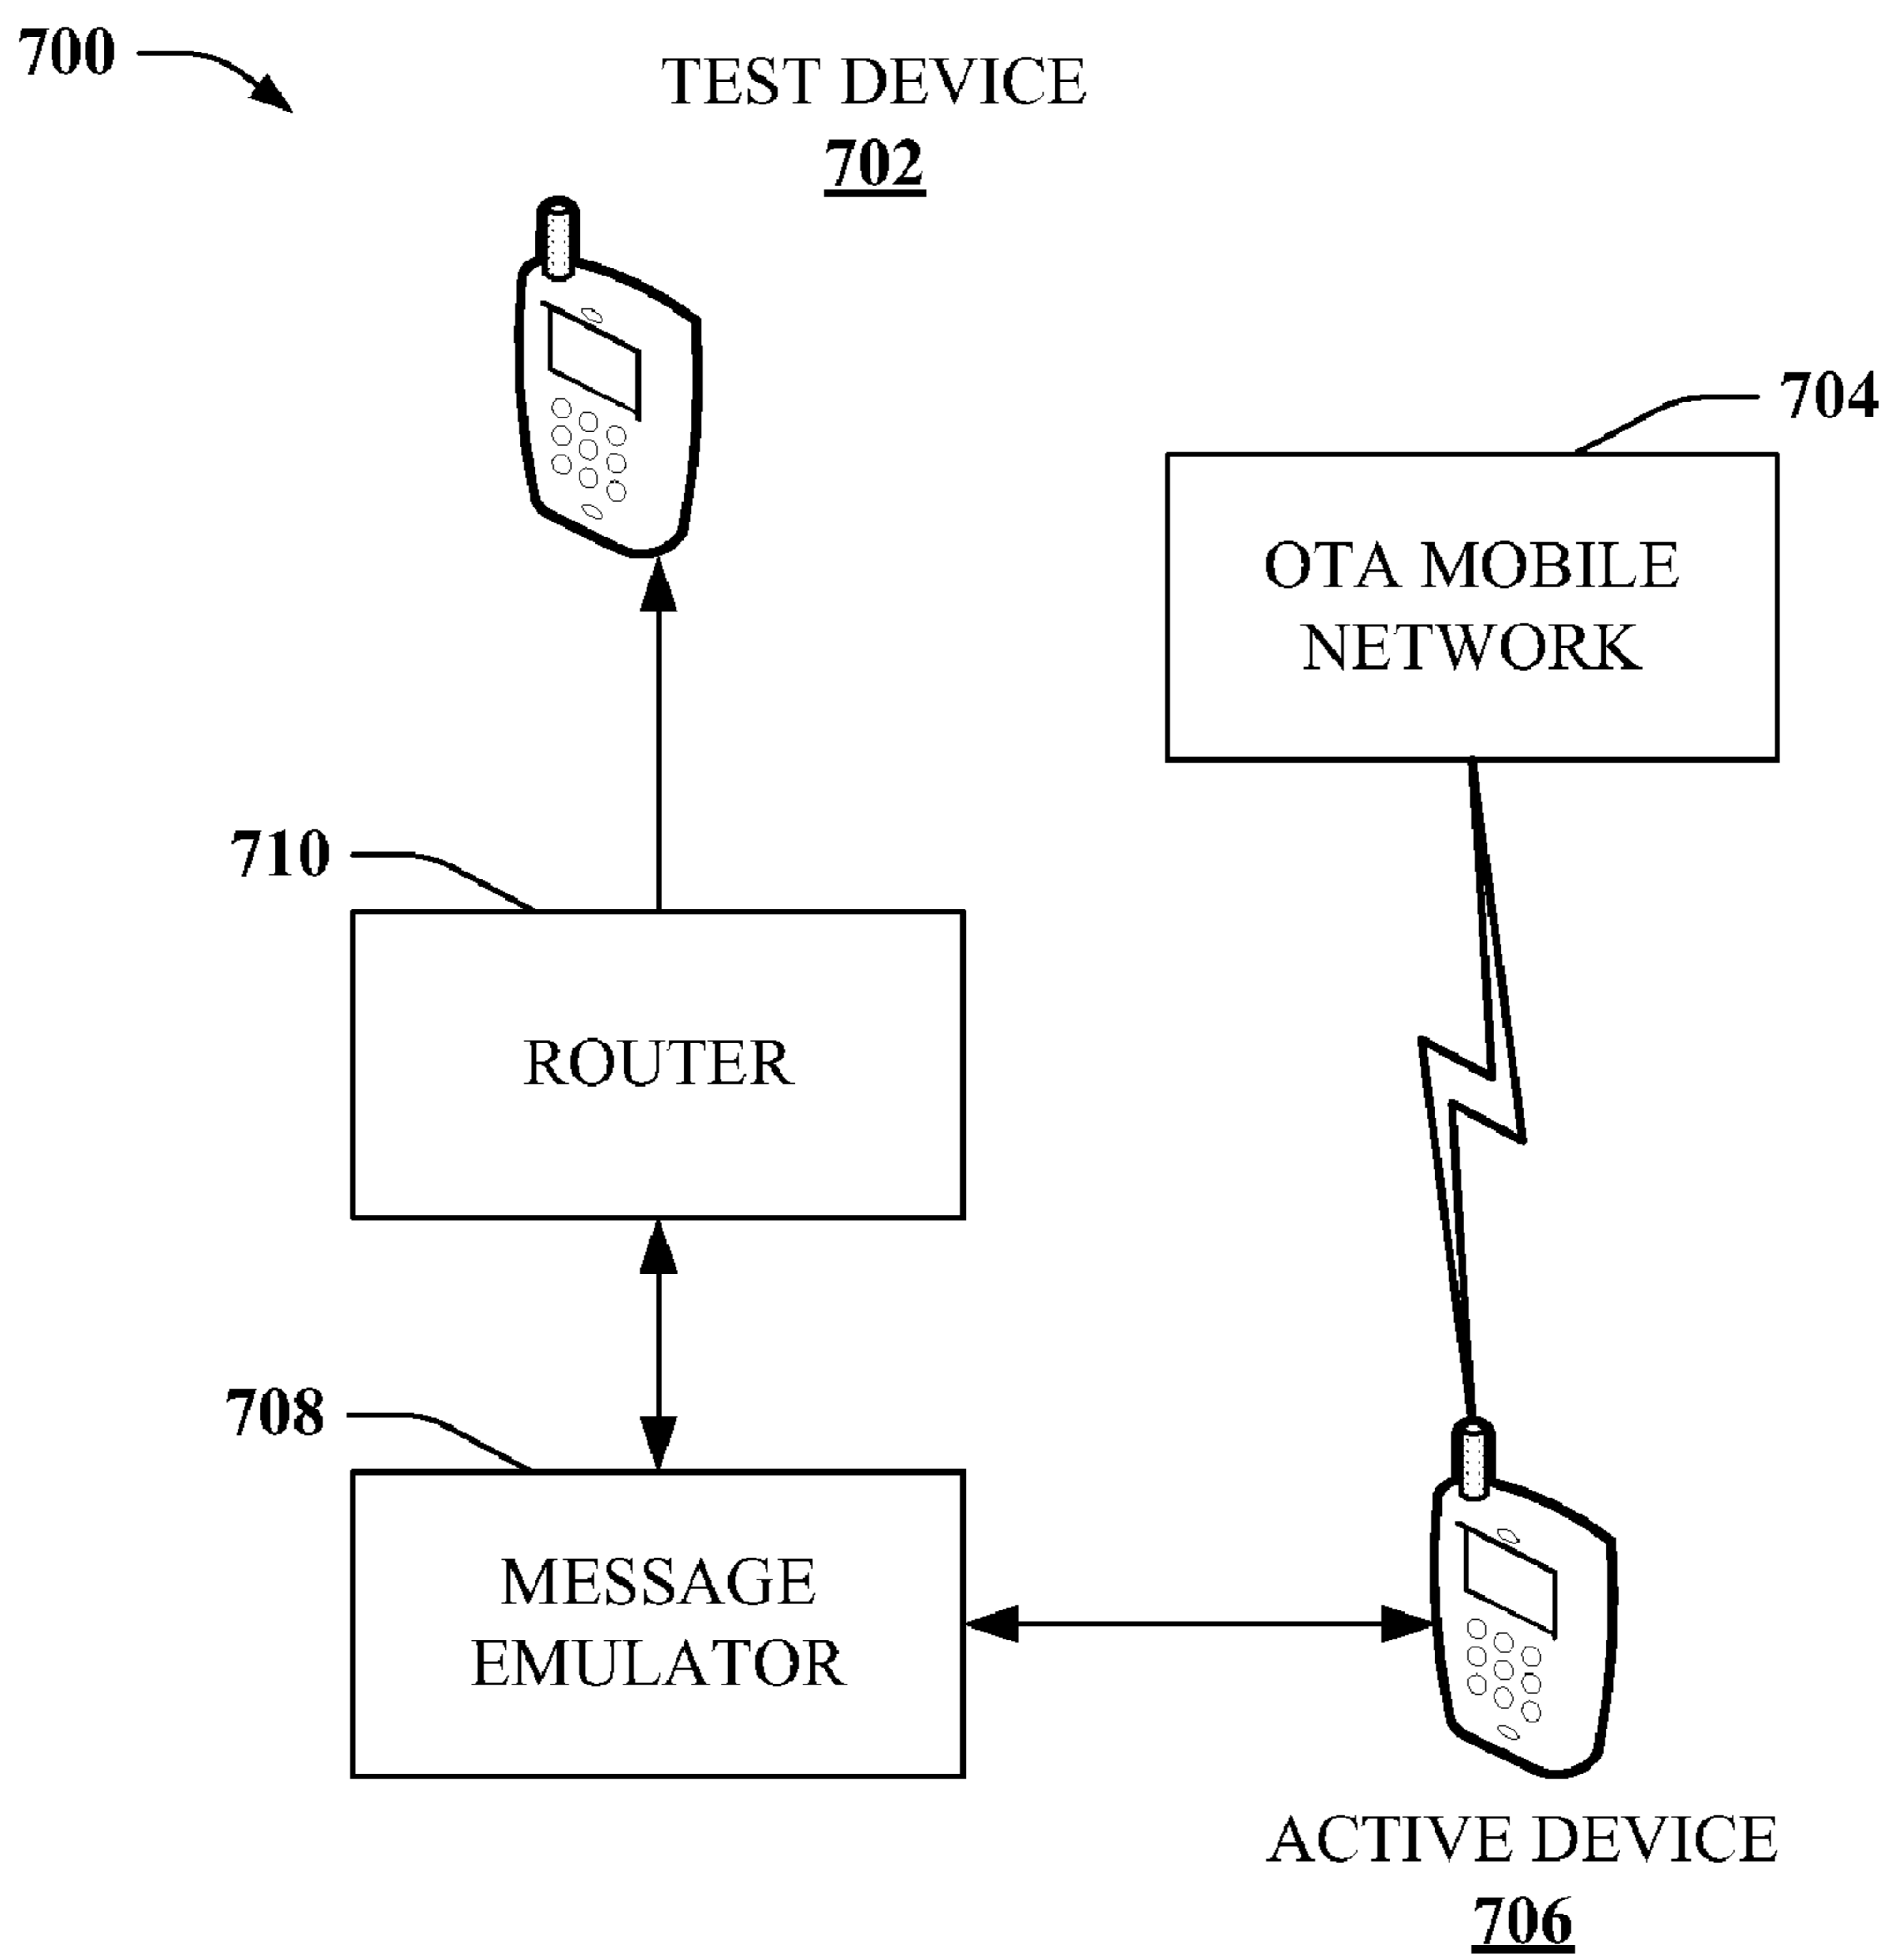 700
TEST DEVICE
702
704
OTA MOBILE
NETWORK
710
ROUTER
708
MESSAGE
EMULATOR
ACTIVE DEVICE
706